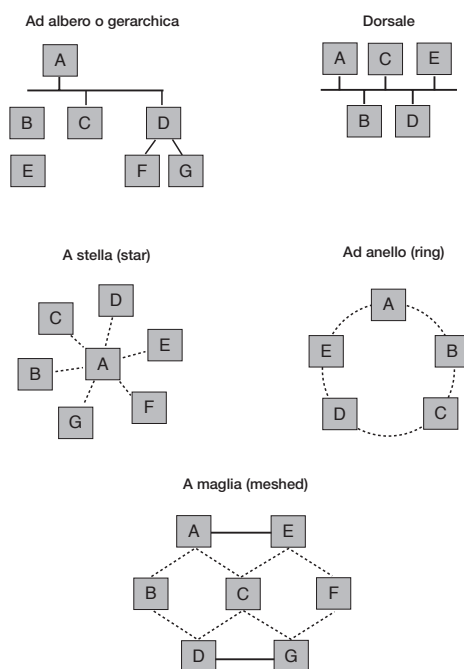 Ad albero o gerarchica
A
B
C
D
E
F
G
Dorsale
A
C
E
B
D
A stella (star)
D
C
E
A
B
F
G
Ad anello (ring)
A
E
B
D
C
A maglia (meshed)
A
E
B
C
F
D
G